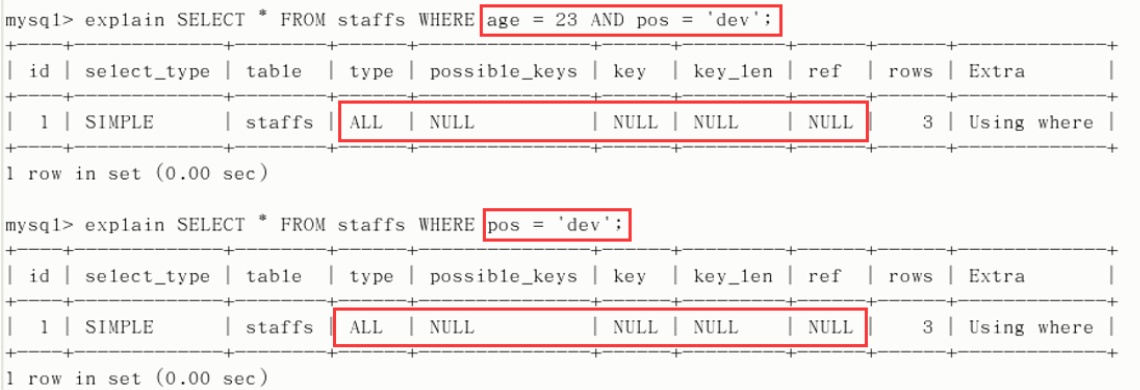 mysql> explain SELECT * FROM staffs WHERE age = 23 AND pos = 'dev';
+----+-------------+--------+------+---------------+------+---------+------+------+-------------+
| id | select_type | table | type | possible_keys | key | key_len | ref | rows | Extra |
+----+-------------+--------+------+---------------+------+---------+------+------+-------------+
| 1 | SIMPLE | staffs | ALL | NULL | NULL | NULL | NULL | 3 | Using where |
+----+-------------+--------+------+---------------+------+---------+------+------+-------------+
1 row in set (0.00 sec)
mysql> explain SELECT * FROM staffs WHERE pos = 'dev';
+----+-------------+--------+------+---------------+------+---------+------+------+-------------+
| id | select_type | table | type | possible_keys | key | key_len | ref | rows | Extra |
+----+-------------+--------+------+---------------+------+---------+------+------+-------------+
| 1 | SIMPLE | staffs | ALL | NULL | NULL | NULL | NULL | 3 | Using where |
+----+-------------+--------+------+---------------+------+---------+------+------+-------------+
1 row in set (0.00 sec)